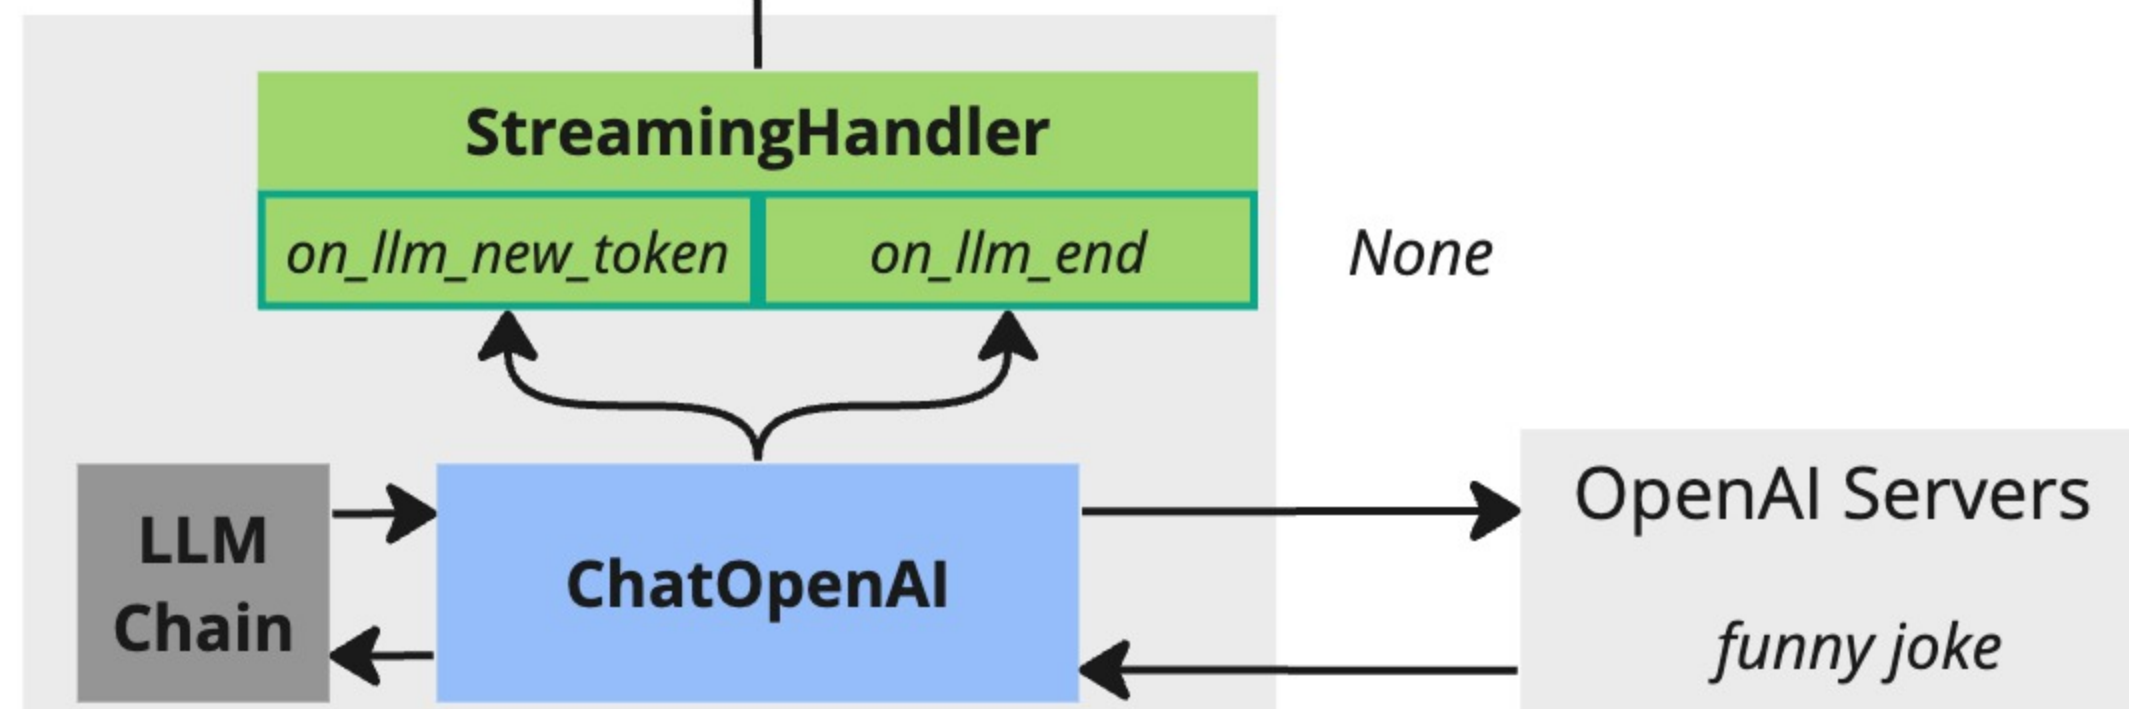 StreamingHandler
on_llm_new_token
on_llm_end
None
LLM
Chain
ChatOpenAI
OpenAI Servers
funny joke